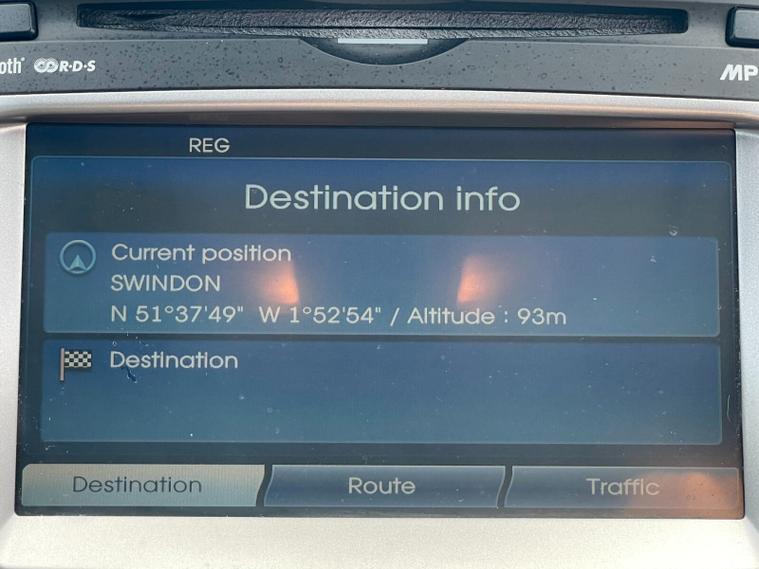 oth R·D·S MP
REG
Destination info
Current position
SWINDON
N 51°37'49" W 1°52'54" / Altitude : 93m
Destination
Destination Route Traffic